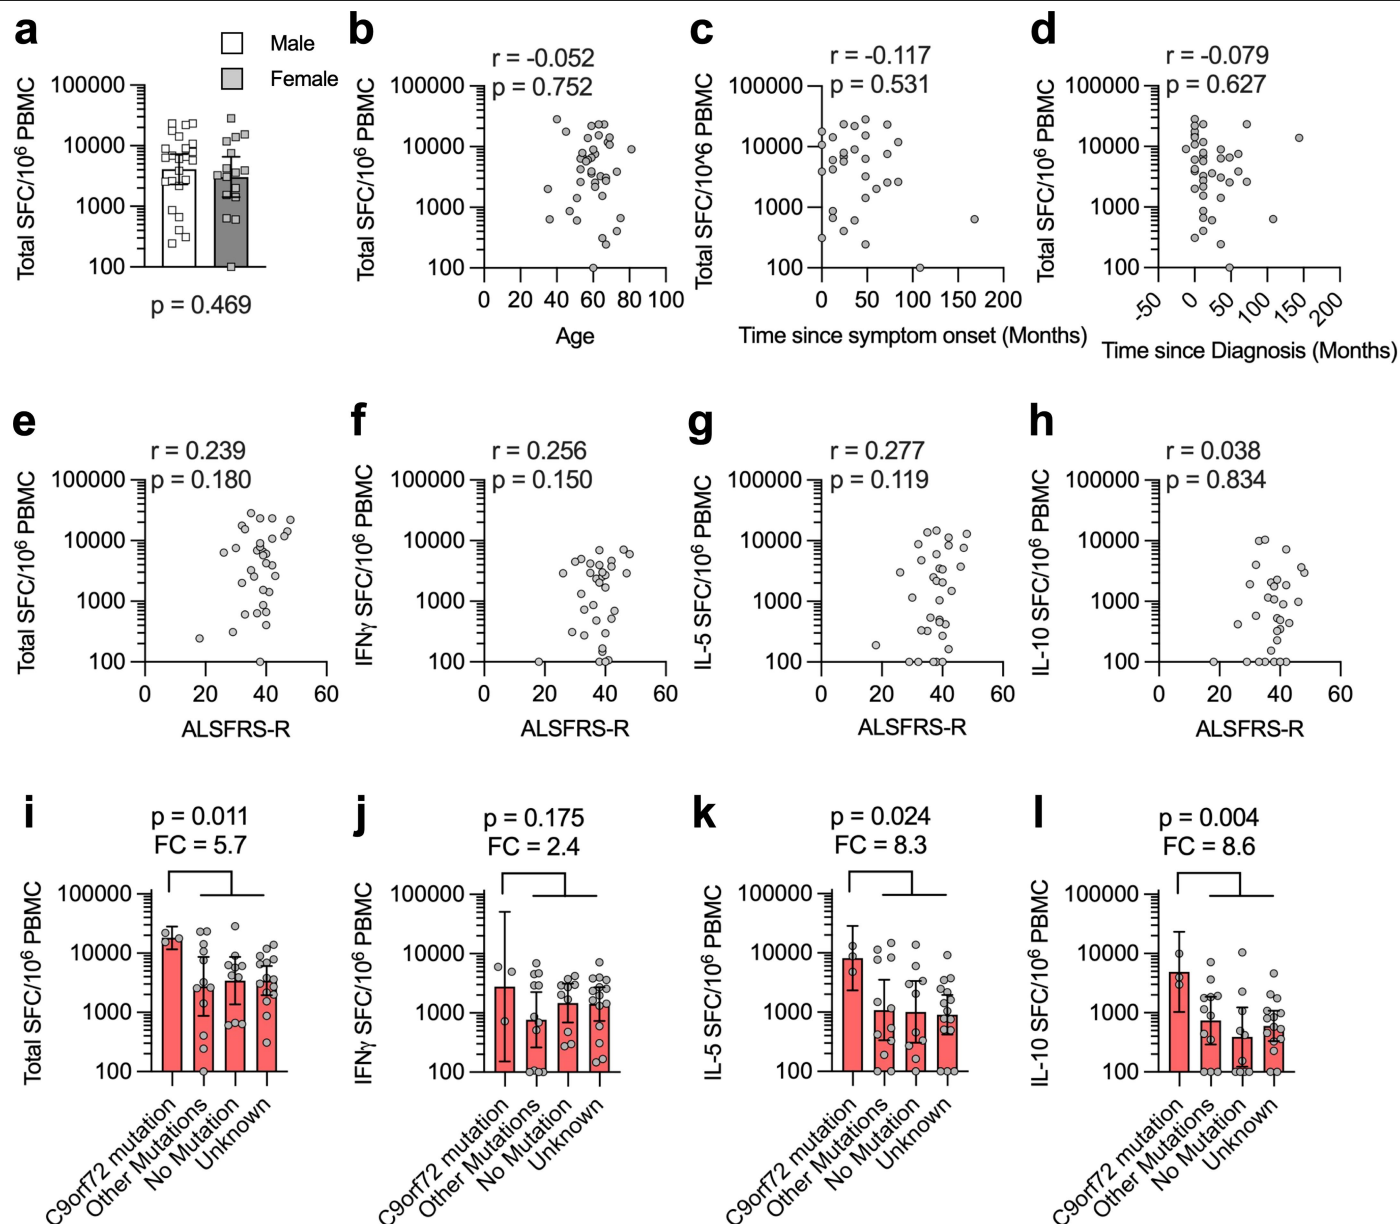 a
Male
Female
Total SFC/10⁶ PBMC
100000
10000
1000
100
p = 0.469
b
r = -0.052
p = 0.752
Total SFC/10⁶ PBMC
100000
10000
1000
100
0 20 40 60 80 100
Age
c
r = -0.117
p = 0.531
Total SFC/10^6 PBMC
100000
10000
1000
100
0 50 100 150 200
Time since symptom onset (Months)
d
r = -0.079
p = 0.627
Total SFC/10⁶ PBMC
100000
10000
1000
100
-50 0 50 100 150 200
Time since Diagnosis (Months)
e
r = 0.239
p = 0.180
Total SFC/10⁶ PBMC
100000
10000
1000
100
0 20 40 60
ALSFRS-R
f
r = 0.256
p = 0.150
IFNγ SFC/10⁶ PBMC
100000
10000
1000
100
0 20 40 60
ALSFRS-R
g
r = 0.277
p = 0.119
IL-5 SFC/10⁶ PBMC
100000
10000
1000
100
0 20 40 60
ALSFRS-R
h
r = 0.038
p = 0.834
IL-10 SFC/10⁶ PBMC
100000
10000
1000
100
0 20 40 60
ALSFRS-R
i
p = 0.011
FC = 5.7
Total SFC/10⁶ PBMC
100000
10000
1000
100
C9orf72 mutation
Other Mutations
No Mutation
Unknown
j
p = 0.175
FC = 2.4
IFNγ SFC/10⁶ PBMC
100000
10000
1000
100
C9orf72 mutation
Other Mutations
No Mutation
Unknown
k
p = 0.024
FC = 8.3
IL-5 SFC/10⁶ PBMC
100000
10000
1000
100
C9orf72 mutation
Other Mutations
No Mutation
Unknown
l
p = 0.004
FC = 8.6
IL-10 SFC/10⁶ PBMC
100000
10000
1000
100
C9orf72 mutation
Other Mutations
No Mutation
Unknown